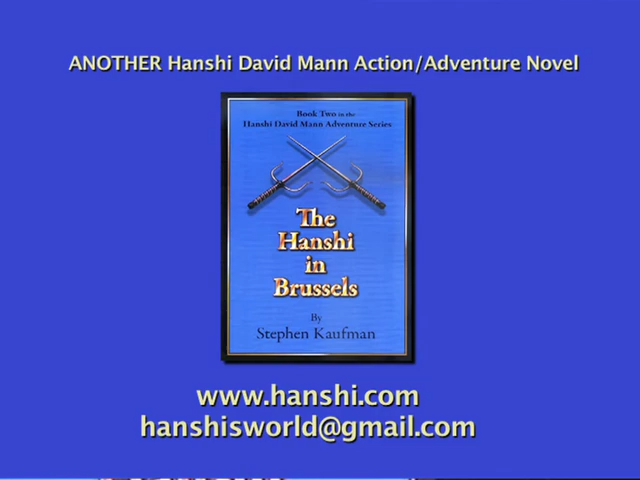 ANOTHER Hanshi David Mann Action/Adventure Novel
Book Two in the
Hanshi David Mann Adventure Series
The
Hanshi
in
Brussels
By
Stephen Kaufman
www.hanshi.com
hanshisworld@gmail.com